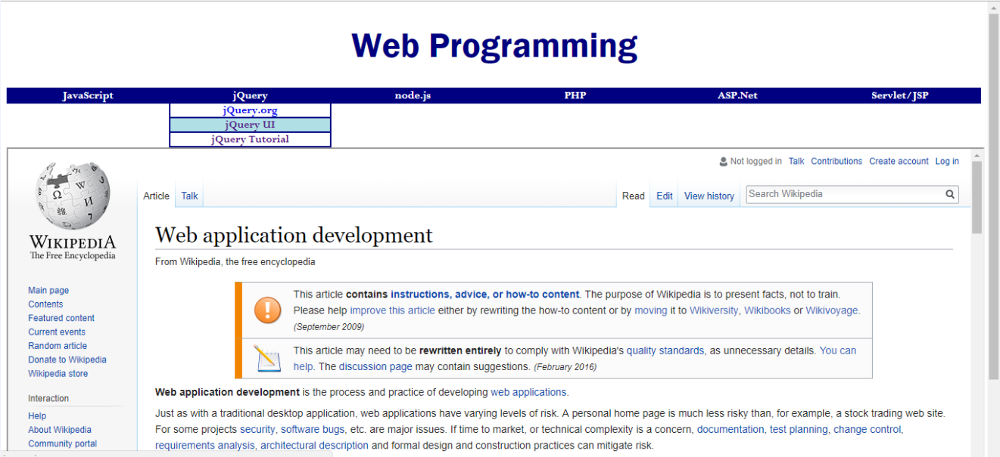 Web Programming
JavaScript jQuery node.js PHP ASP.Net Servlet/JSP
jQuery.org
jQuery UI
jQuery Tutorial
Not logged in Talk Contributions Create account Log in
Article Talk Read Edit View history Search Wikipedia
WIKIPEDIA
The Free Encyclopedia
Web application development
From Wikipedia, the free encyclopedia
This article contains instructions, advice, or how-to content. The purpose of Wikipedia is to present facts, not to train.
Please help improve this article either by rewriting the how-to content or by moving it to Wikiversity, Wikibooks or Wikivoyage.
(September 2009)
This article may need to be rewritten entirely to comply with Wikipedia's quality standards, as unnecessary details. You can
help. The discussion page may contain suggestions. (February 2016)
Main page
Contents
Featured content
Current events
Random article
Donate to Wikipedia
Wikipedia store
Interaction
Help
About Wikipedia
Community portal
Web application development is the process and practice of developing web applications.
Just as with a traditional desktop application, web applications have varying levels of risk. A personal home page is much less risky than, for example, a stock trading web site.
For some projects security, software bugs, etc. are major issues. If time to market, or technical complexity is a concern, documentation, test planning, change control,
requirements analysis, architectural description and formal design and construction practices can mitigate risk.